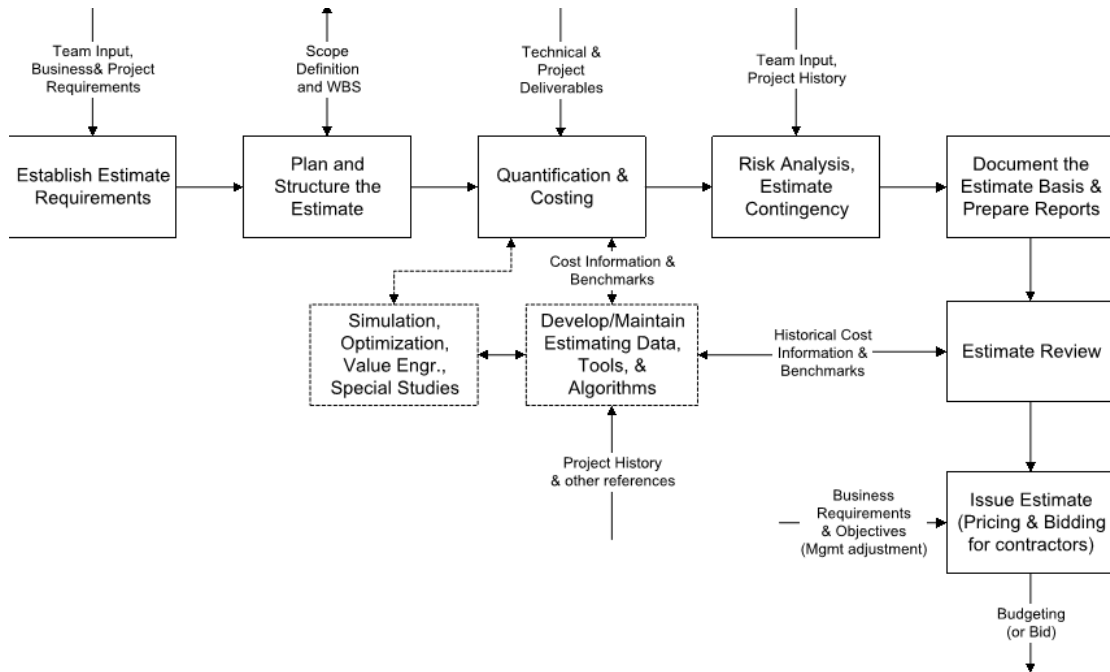 Team Input,
Business& Project
Requirements
Scope
Definition
and WBS
Technical &
Project
Deliverables
Team Input,
Project History
Establish Estimate
Requirements
Plan and
Structure the
Estimate
Quantification &
Costing
Risk Analysis,
Estimate
Contingency
Document the
Estimate Basis &
Prepare Reports
Cost Information &
Benchmarks
Simulation,
Optimization,
Value Engr.,
Special Studies
Develop/Maintain
Estimating Data,
Tools, &
Algorithms
Historical Cost
Information &
Benchmarks
Estimate Review
Project History
& other references
Business
Requirements
& Objectives
(Mgmt adjustment)
Issue Estimate
(Pricing & Bidding
for contractors)
Budgeting
(or Bid)